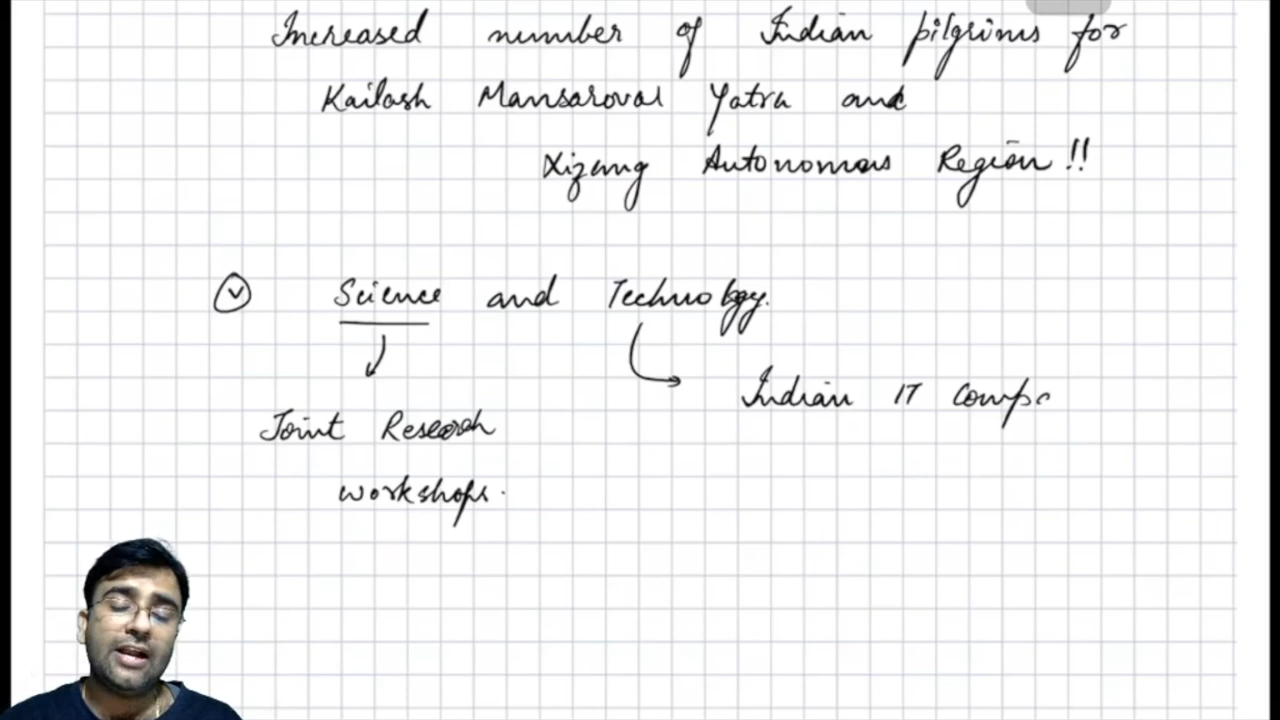 Increased number of Indian pilgrims for
Kailash Mansarovar Yatra and
Xizang Autonomous Region !!
v Science and Technology.
Joint Research
workshops.
Indian IT compa